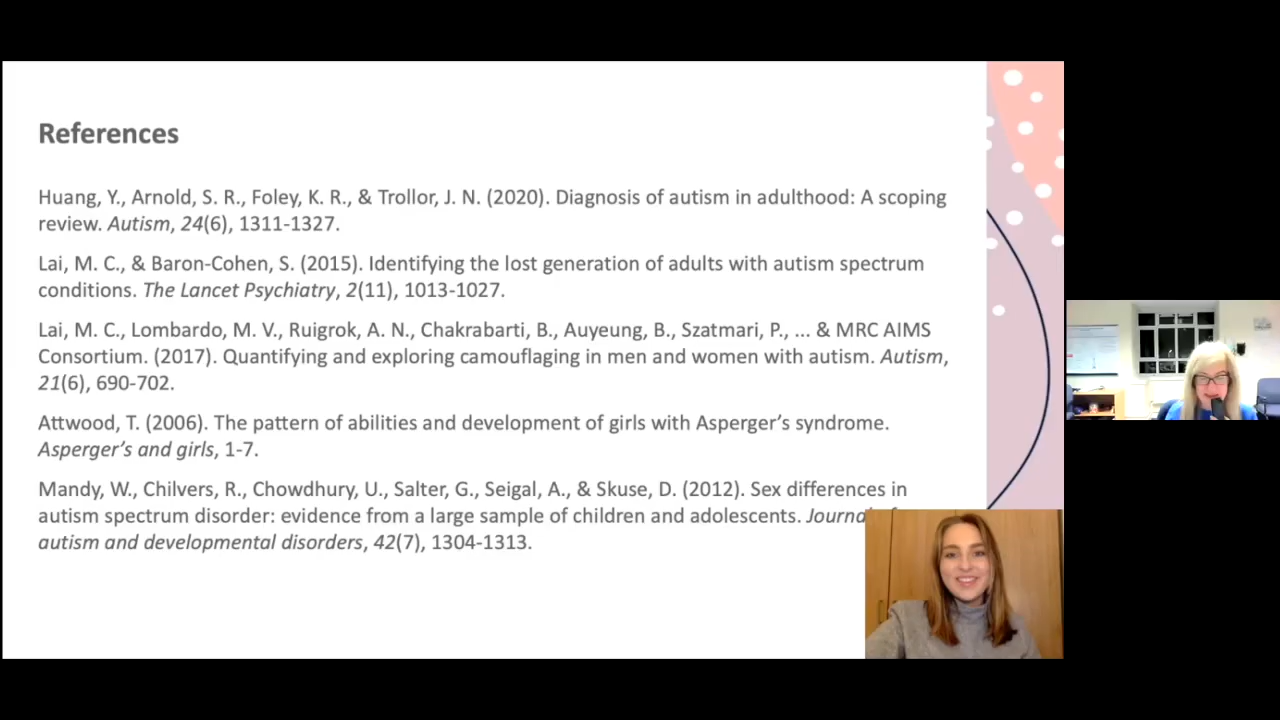 References
Huang, Y., Arnold, S. R., Foley, K. R., & Trollor, J. N. (2020). Diagnosis of autism in adulthood: A scoping
review. Autism, 24(6), 1311-1327.
Lai, M. C., & Baron-Cohen, S. (2015). Identifying the lost generation of adults with autism spectrum
conditions. The Lancet Psychiatry, 2(11), 1013-1027.
Lai, M. C., Lombardo, M. V., Ruigrok, A. N., Chakrabarti, B., Auyeung, B., Szatmari, P., ... & MRC AIMS
Consortium. (2017). Quantifying and exploring camouflaging in men and women with autism. Autism,
21(6), 690-702.
Attwood, T. (2006). The pattern of abilities and development of girls with Asperger’s syndrome.
Asperger’s and girls, 1-7.
Mandy, W., Chilvers, R., Chowdhury, U., Salter, G., Seigal, A., & Skuse, D. (2012). Sex differences in
autism spectrum disorder: evidence from a large sample of children and adolescents.
autism and developmental disorders, 42(7), 1304-1313.